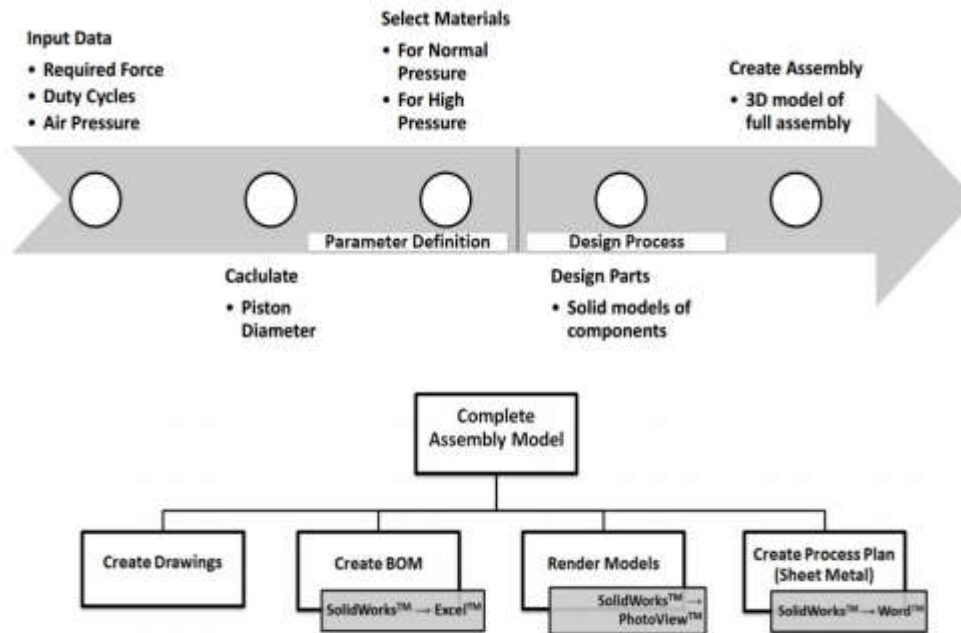 Input Data
• Required Force
• Duty Cycles
• Air Pressure
Select Materials
• For Normal
Pressure
• For High
Pressure
Create Assembly
• 3D model of
full assembly
Parameter Definition
Design Process
Caclulate
• Piston
Diameter
Design Parts
• Solid models of
components
Complete
Assembly Model
Create Drawings
Create BOM
SolidWorks™ → Excel™
Render Models
SolidWorks™ →
PhotoView™
Create Process Plan
(Sheet Metal)
SolidWorks™ → Word™